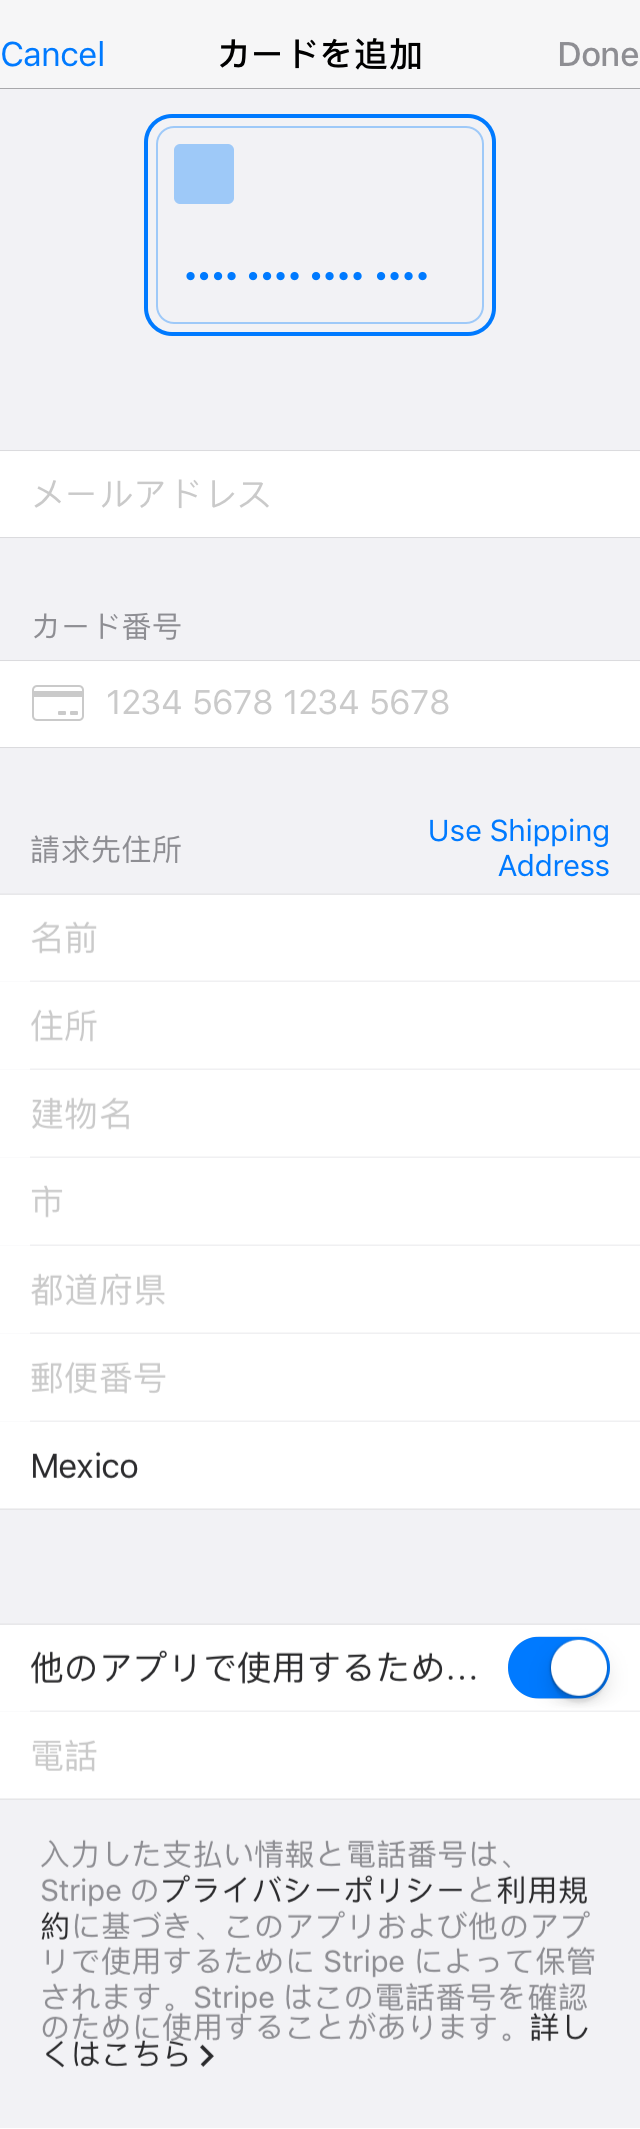 Cancel カードを追加 Done
•••• •••• •••• ••••
メールアドレス
カード番号
1234 5678 1234 5678
請求先住所
Use Shipping
Address
名前
住所
建物名
市
都道府県
郵便番号
Mexico
他のアプリで使用するため...
電話
入力した支払い情報と電話番号は、
Stripe のプライバシーポリシーと利用規
約に基づき、このアプリおよび他のアプ
リで使用するために Stripe によって保管
されます。Stripe はこの電話番号を確認
のために使用することがあります。詳し
くはこちら